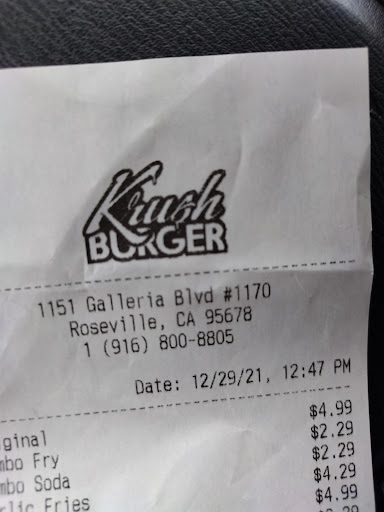 Krush
BURGER
1151 Galleria Blvd #1170
Roseville, CA 95678
1 (916) 800-8805
Date: 12/29/21, 12:47 PM
ginal $4.99
mbo Fry $2.29
mbo Soda $2.29
rlic Fries $4.29
$4.99